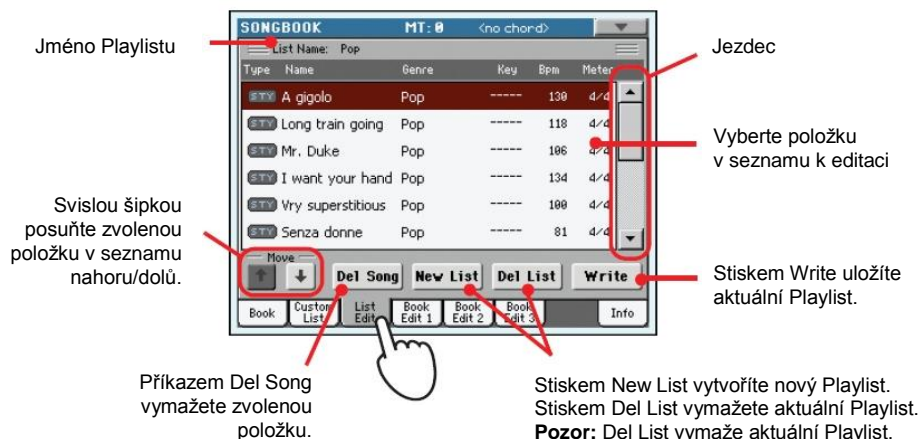 Jméno Playlistu
SONGBOOK MT: 0 <no chord>
List Name: Pop
Type Name Genre Key Bpm Meter
STY A gigolo Pop ----- 130 4/4
STY Long train going Pop ----- 118 4/4
STY Mr. Duke Pop ----- 106 4/4
STY I want your hand Pop ----- 134 4/4
STY Vry superstitious Pop ----- 100 4/4
STY Senza donne Pop ----- 81 4/4
Move
Del Song New List Del List Write
Book Custom List List Edit Book Edit 1 Book Edit 2 Book Edit 3 Info
Jezdec
Vyberte položku
v seznamu k editaci
Svislou šipkou
posuňte zvolenou
položku v seznamu
nahoru/dolů.
Stiskem Write uložíte
aktuální Playlist.
Příkazem Del Song
vymažete zvolenou
položku.
Stiskem New List vytvoříte nový Playlist.
Stiskem Del List vymažete aktuální Playlist.
Pozor: Del List vymaže aktuální Playlist.